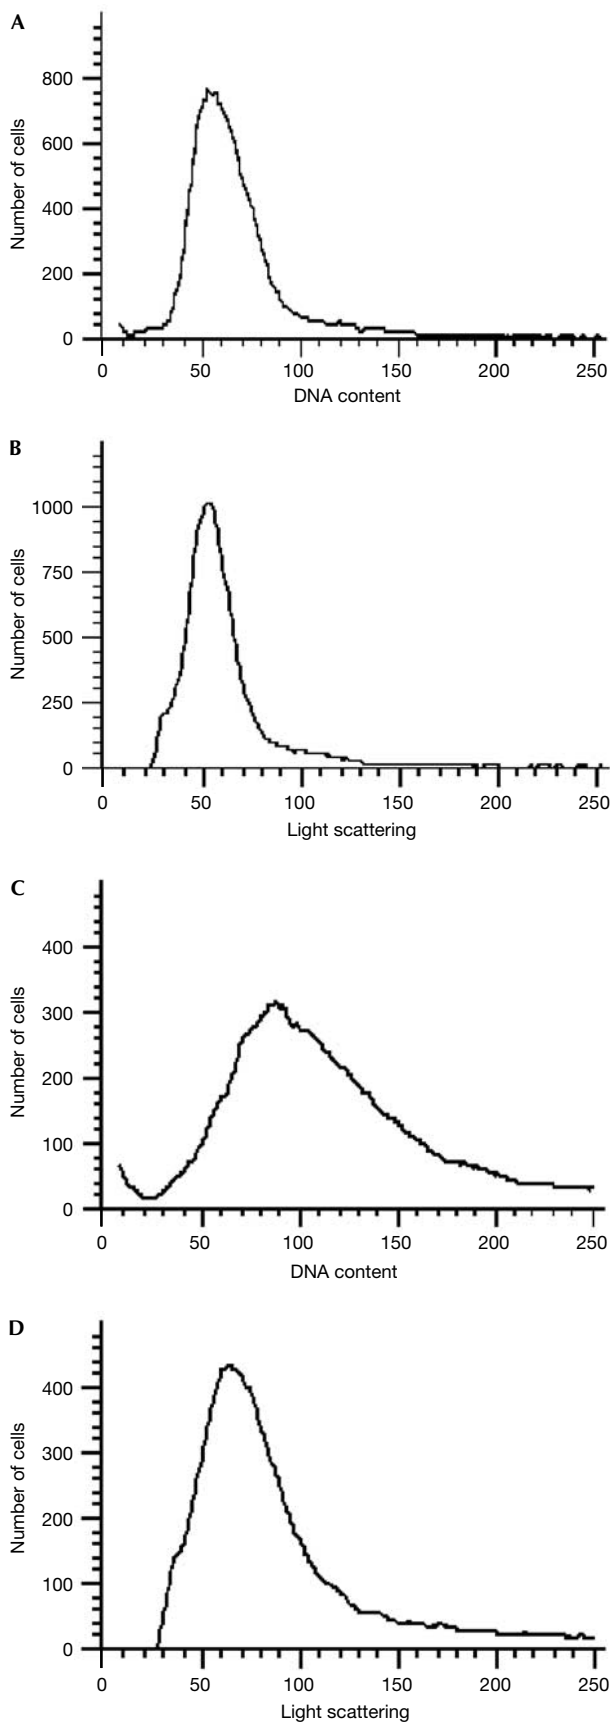 A
Number of cells
800
600
400
200
0
0 50 100 150 200 250
DNA content
B
Number of cells
1000
750
500
250
0
0 50 100 150 200 250
Light scattering
C
Number of cells
400
300
200
100
0
0 50 100 150 200 250
DNA content
D
Number of cells
400
300
200
100
0
0 50 100 150 200 250
Light scattering